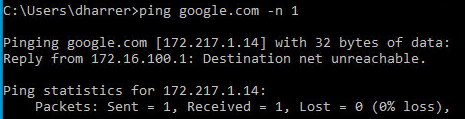 C:\Users\dharrer>ping google.com -n 1
Pinging google.com [172.217.1.14] with 32 bytes of data:
Reply from 172.16.100.1: Destination net unreachable.
Ping statistics for 172.217.1.14:
    Packets: Sent = 1, Received = 1, Lost = 0 (0% loss),